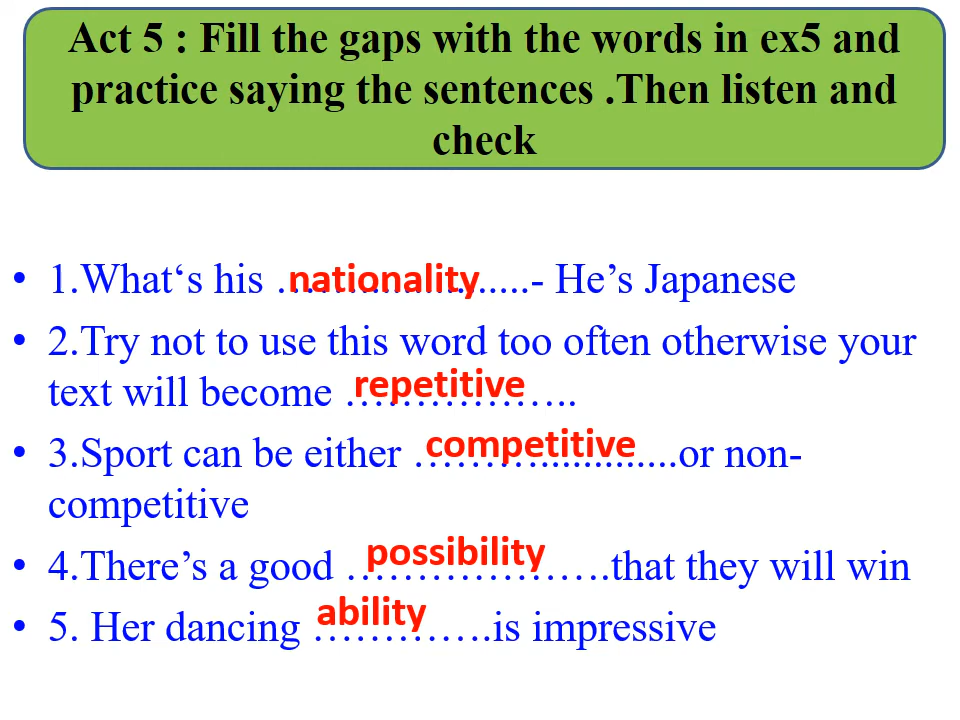 Act 5 : Fill the gaps with the words in ex5 and
practice saying the sentences .Then listen and
check
• 1.What‘s his ……nationality…......- He’s Japanese
• 2.Try not to use this word too often otherwise your
text will become repetitive……………..
• 3.Sport can be either competitive……….............or non-
competitive
• 4.There’s a good possibility……………….that they will win
• 5. Her dancing ability………….is impressive